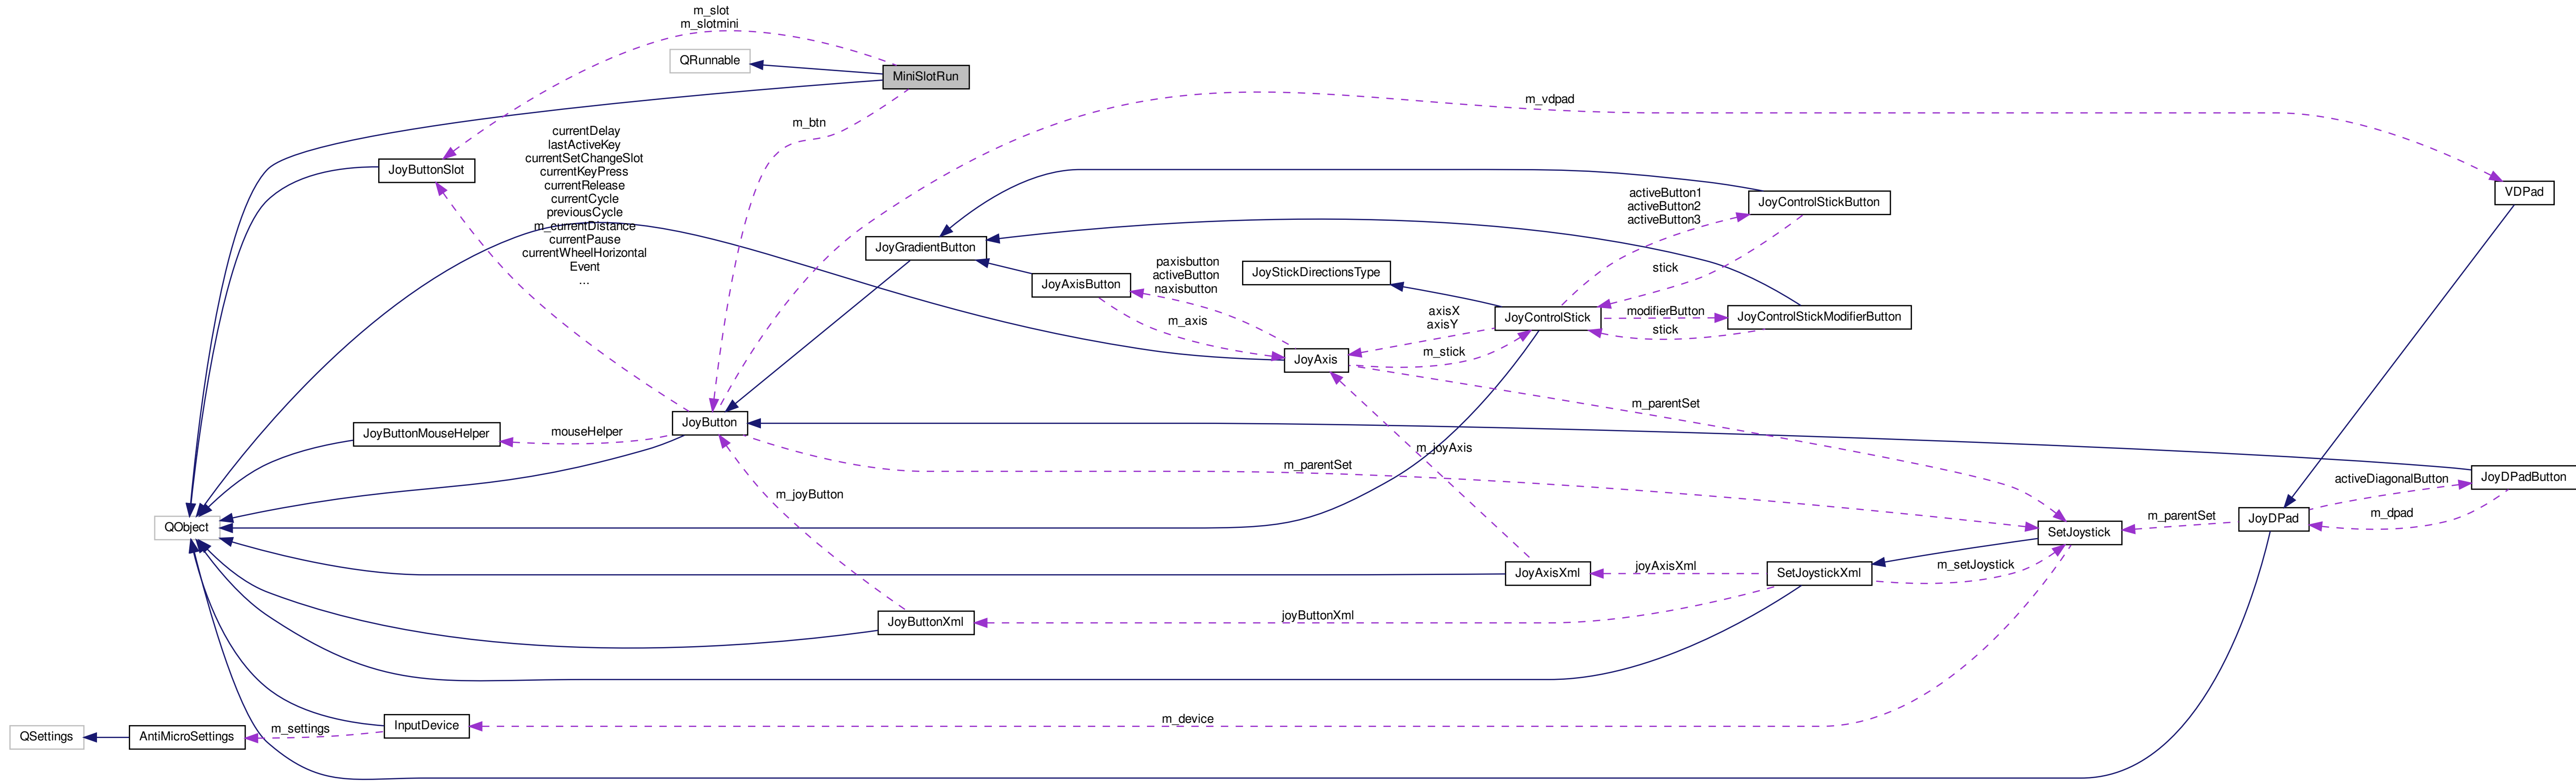 m_slot
m_slotmini
QRunnable
MiniSlotRun
m_vdpad
m_btn
currentDelay
lastActiveKey
currentSetChangeSlot
currentKeyPress
currentRelease
currentCycle
previousCycle
m_currentDistance
currentPause
currentWheelHorizontal
Event
...
JoyButtonSlot
VDPad
activeButton1
activeButton2
activeButton3
JoyControlStickButton
JoyGradientButton
JoyStickDirectionsType
JoyAxisButton
paxisbutton
activeButton
naxisbutton
stick
m_axis
axisX
axisY
JoyControlStick
modifierButton
stick
JoyControlStickModifierButton
JoyAxis
m_stick
m_parentSet
JoyButtonMouseHelper
mouseHelper
JoyButton
m_joyAxis
m_parentSet
activeDiagonalButton
JoyDPadButton
m_joyButton
m_parentSet
JoyDPad
m_dpad
QObject
SetJoystick
JoyAxisXml
joyAxisXml
SetJoystickXml
m_setJoystick
JoyButtonXml
joyButtonXml
m_device
InputDevice
m_settings
AntiMicroSettings
QSettings